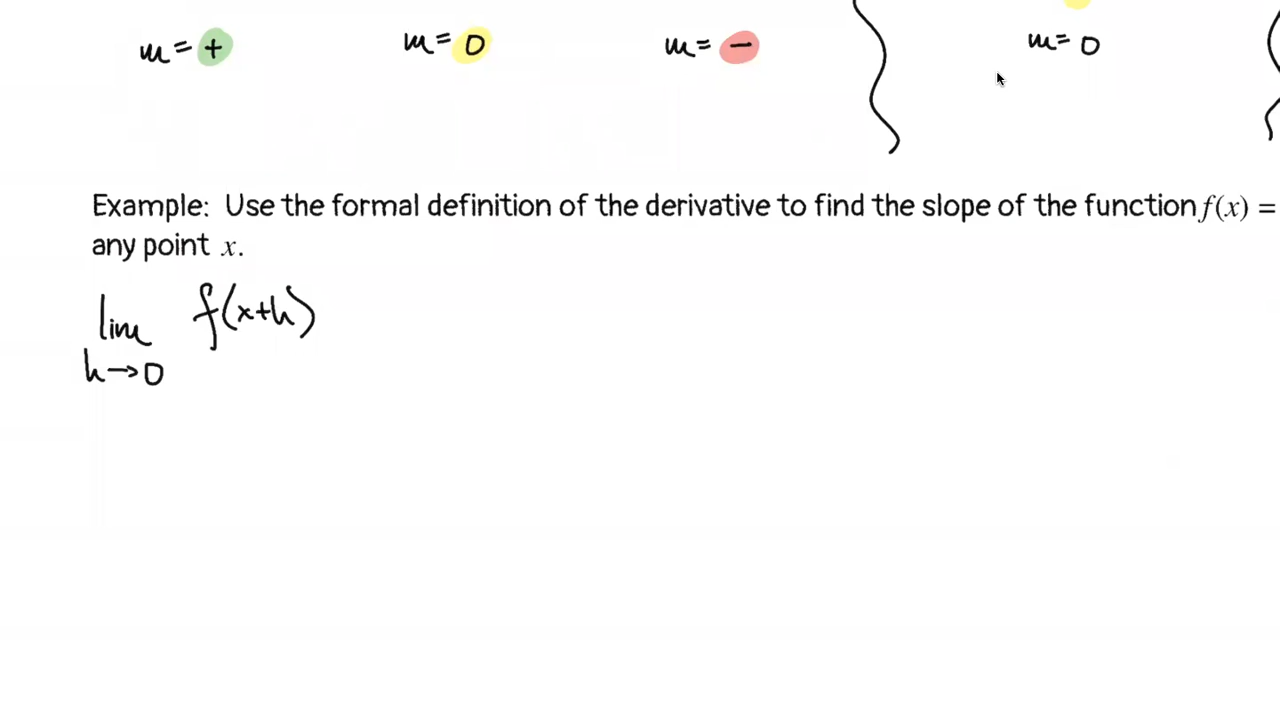 m = + m = 0 m = − m = 0
Example: Use the formal definition of the derivative to find the slope of the function f(x) =
any point x.
lim f(x+h)
h→0